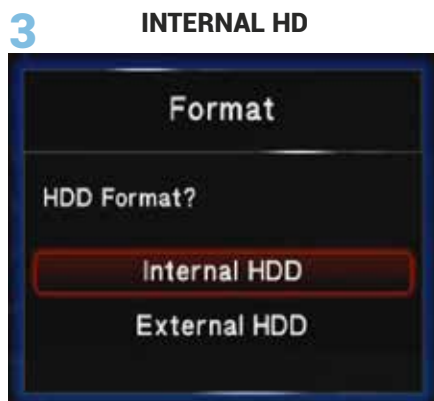 3
INTERNAL HD
Format
HDD Format?
Internal HDD
External HDD